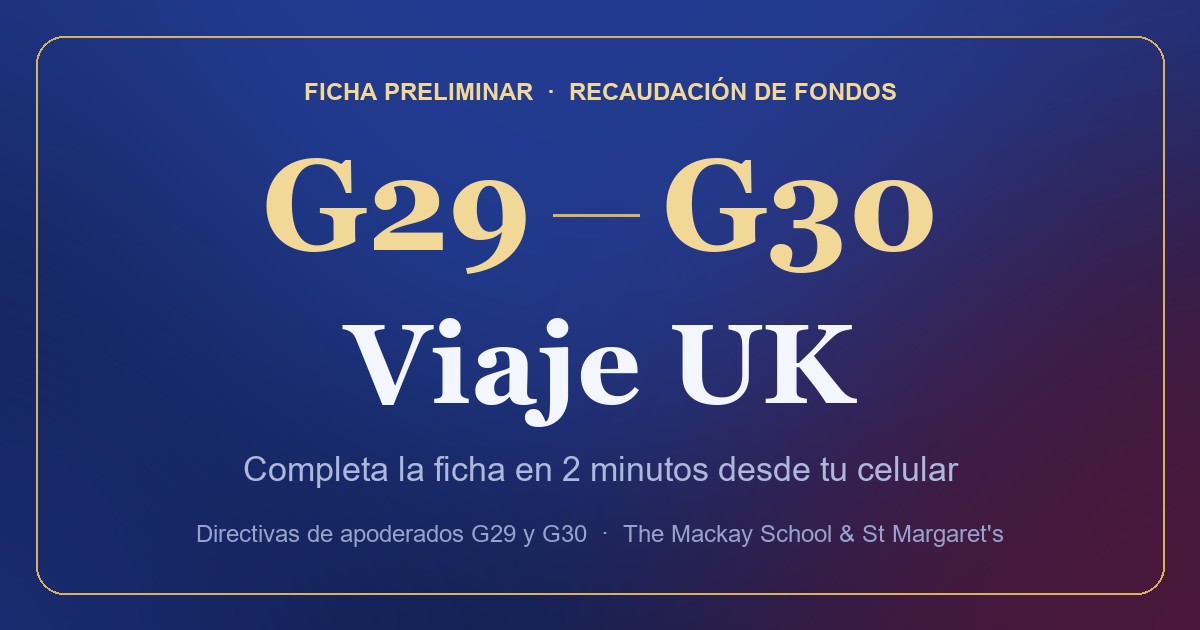 FICHA PRELIMINAR · RECAUDACIÓN DE FONDOS
G29 — G30
Viaje UK
Completa la ficha en 2 minutos desde tu celular
Directivas de apoderados G29 y G30 · The Mackay School & St Margaret's